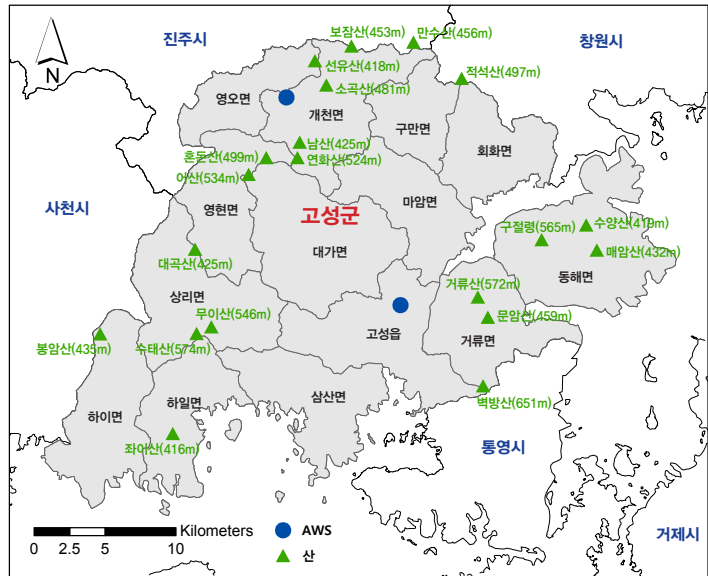 진주시
보잠산(453m)
만수산(456m)
창원시
선유산(418m)
적석산(497m)
소곡산(481m)
영오면
개천면
구만면
N
남산(425m)
회화면
혼돈산(499m)
연화산(524m)
어산(534m)
사천시
영현면
고성군
마암면
구절령(565m)
수양산(419m)
대가면
매암산(432m)
대곡산(425m)
동해면
상리면
거류산(572m)
무이산(546m)
문암산(459m)
봉암산(435m)
수태산(574m)
고성읍
거류면
하이면
하일면
삼산면
벽방산(651m)
좌이산(416m)
통영시
Kilometers
AWS
거제시
0 2.5 5 10
산